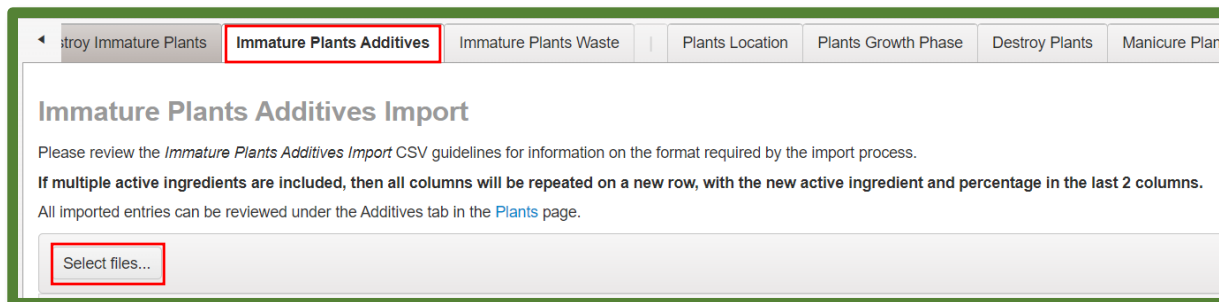 troy Immature Plants Immature Plants Additives Immature Plants Waste Plants Location Plants Growth Phase Destroy Plants Manicure Plan
Immature Plants Additives Import
Please review the Immature Plants Additives Import CSV guidelines for information on the format required by the import process.
If multiple active ingredients are included, then all columns will be repeated on a new row, with the new active ingredient and percentage in the last 2 columns.
All imported entries can be reviewed under the Additives tab in the Plants page.
Select files...